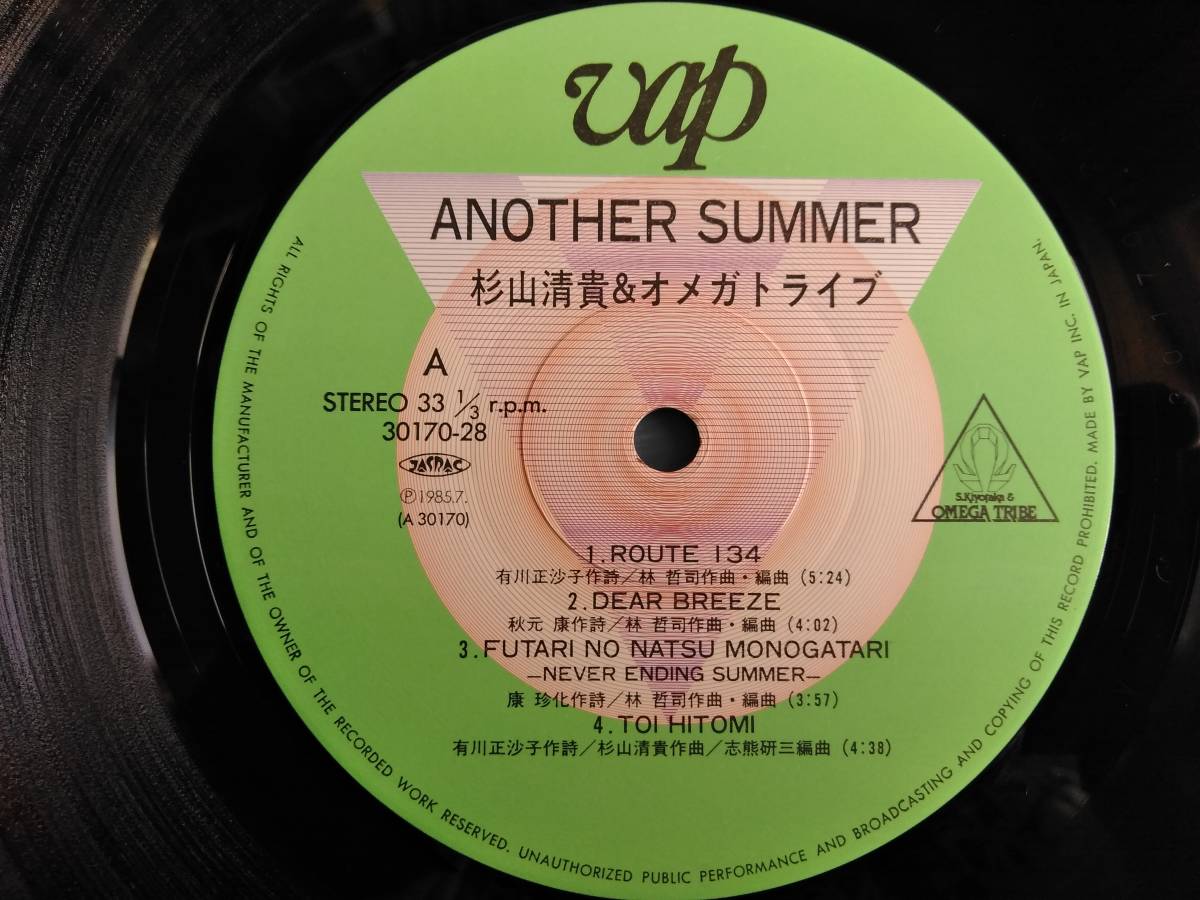 vap
ANOTHER SUMMER
杉山清貴&オメガトライブ
A
STEREO 33 1/3 r.p.m.
30170-28
JASRAC
Ⓟ1985.7.
(A 30170)
S.Kiyotaka &
OMEGA TRIBE
1.ROUTE 134
有川正沙子作詩/林 哲司作曲・編曲 (5:24)
2.DEAR BREEZE
秋元 康作詩/林 哲司作曲・編曲 (4:02)
3.FUTARI NO NATSU MONOGATARI
—NEVER ENDING SUMMER—
康 珍化作詩/林 哲司作曲・編曲 (3:57)
4.TOI HITOMI
有川正沙子作詩/杉山清貴作曲/志熊研三編曲 (4:38)
ALL RIGHTS OF THE MANUFACTURER AND OF THE OWNER OF THE RECORDED WORK RESERVED. UNAUTHORIZED PUBLIC PERFORMANCE AND BROADCASTING AND COPYING OF THIS RECORD PROHIBITED. MADE BY VAP INC. IN JAPAN.